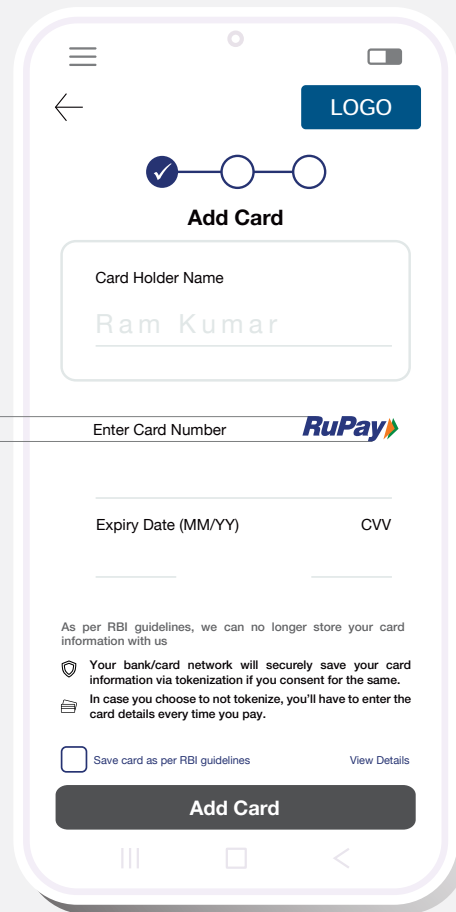 LOGO
Add Card
Card Holder Name
Ram Kumar
Enter Card Number RuPay
Expiry Date (MM/YY) CVV
As per RBI guidelines, we can no longer store your card
information with us
Your bank/card network will securely save your card
information via tokenization if you consent for the same.
In case you choose to not tokenize, you'll have to enter the
card details every time you pay.
Save card as per RBI guidelines View Details
Add Card